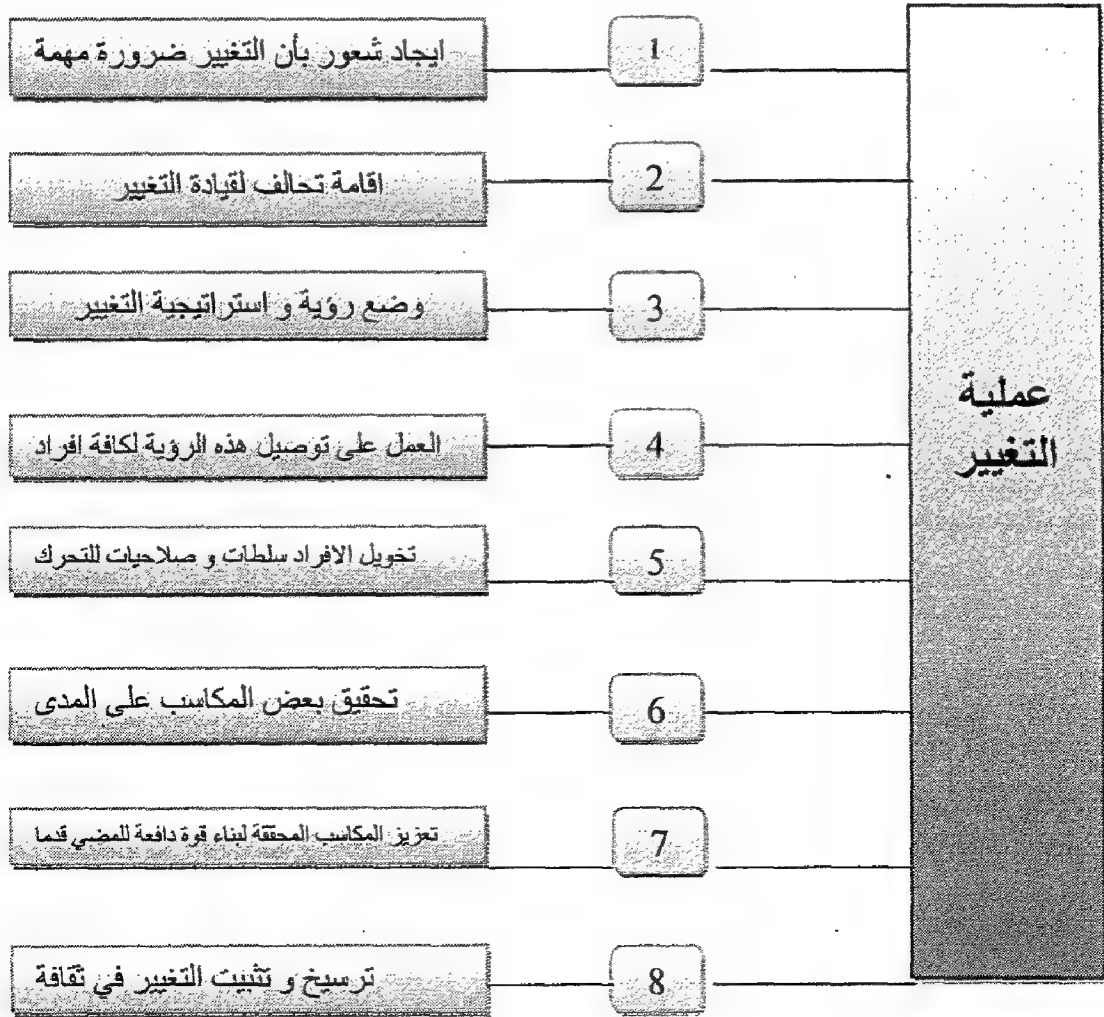 عملية
التغيير
1
ايجاد شعور بأن التغيير ضرورة مهمة
2
اقامة تحالف لقيادة التغيير
3
وضع رؤية و استراتيجية التغيير
4
العمل على توصيل هذه الرؤية لكافة افراد
5
تخويل الافراد سلطات و صلاحيات للتحرك
6
تحقيق بعض المكاسب على المدى
7
تعزيز المكاسب المحققة لبناء قوة دافعة للمضي قدما
8
ترسيخ و تثبيت التغيير في ثقافة